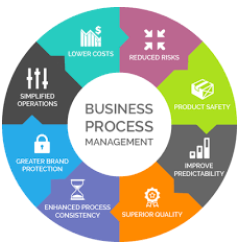 BUSINESS
PROCESS
MANAGEMENT
LOWER COSTS
REDUCED RISKS
PRODUCT SAFETY
IMPROVE
PREDICTABILITY
SUPERIOR QUALITY
ENHANCED PROCESS
CONSISTENCY
GREATER BRAND
PROTECTION
SIMPLIFIED
OPERATIONS